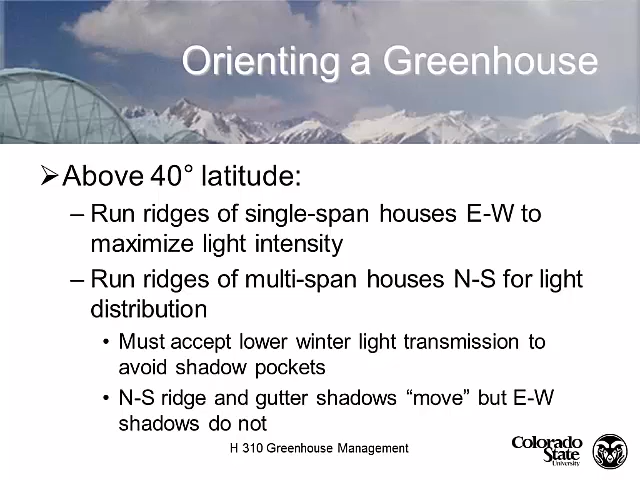 Orienting a Greenhouse
➢Above 40° latitude:
– Run ridges of single-span houses E-W to
maximize light intensity
– Run ridges of multi-span houses N-S for light
distribution
• Must accept lower winter light transmission to
avoid shadow pockets
• N-S ridge and gutter shadows “move” but E-W
shadows do not
H 310 Greenhouse Management
Colorado
State
University